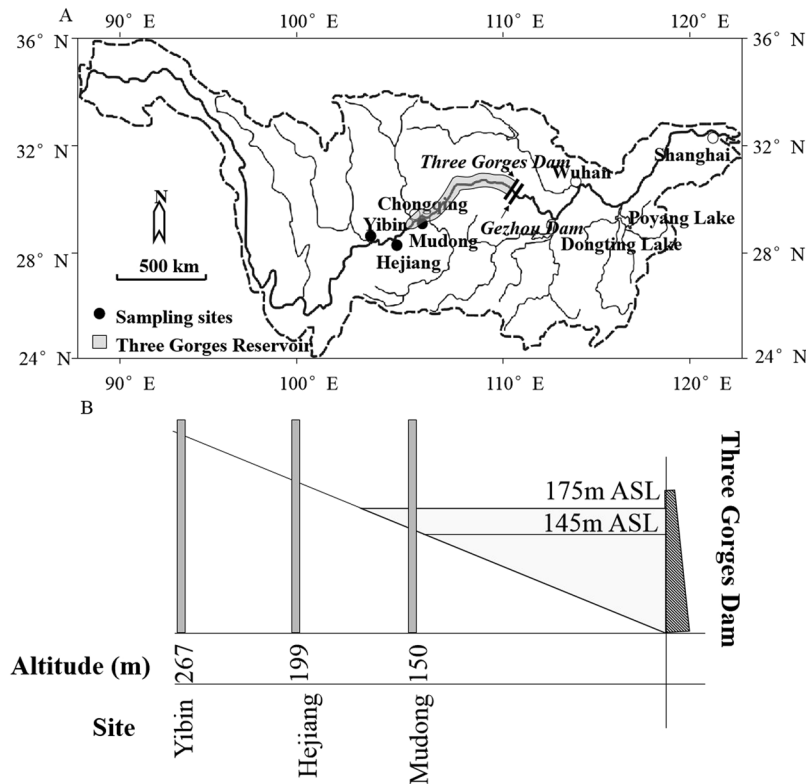 A
90° E 100° E 110° E 120° E
36° N 36° N
32° N 32° N
Three Gorges Dam
Wuhan
Shanghai
N
Chongqing
Yibin
Poyang Lake
Gezhou Dam
Mudong
Dongting Lake
28° N 28° N
Hejiang
500 km
Sampling sites
Three Gorges Reservoir
24° N 24° N
90° E 100° E 110° E 120° E
B
175m ASL
145m ASL
Three Gorges Dam
Altitude (m) 267 199 150
Site Yibin Hejiang Mudong